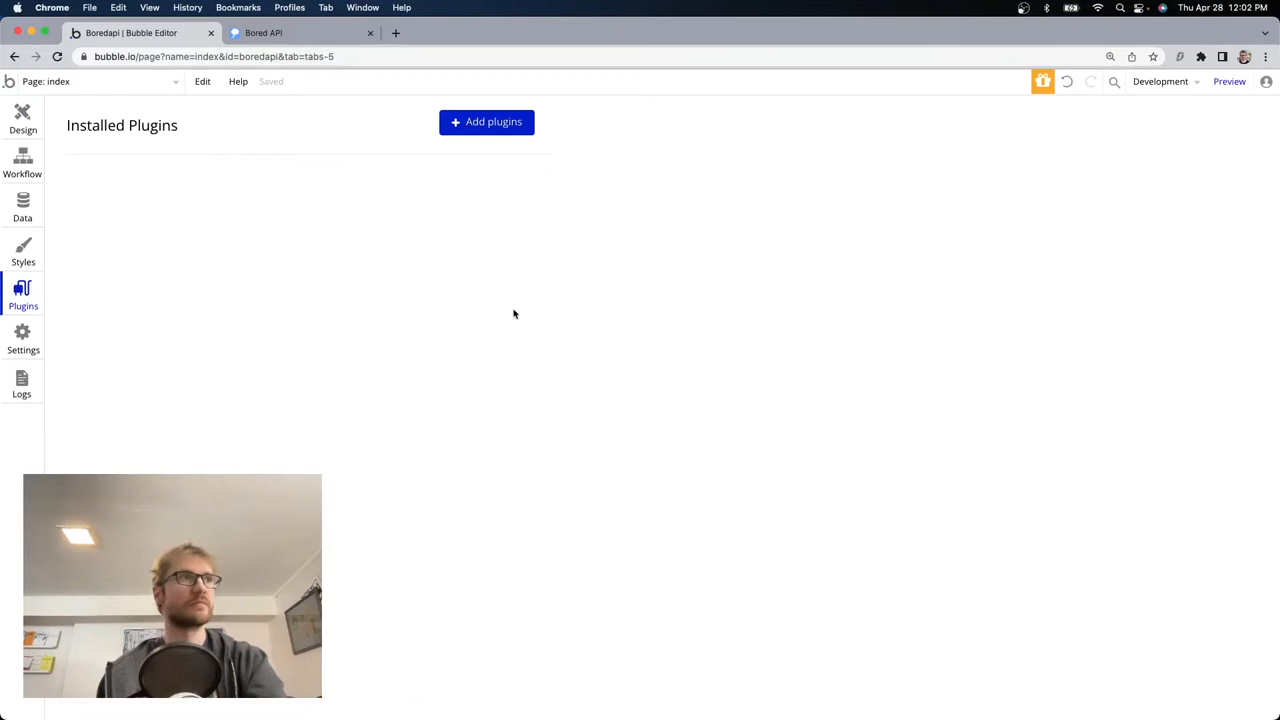 Chrome File Edit View History Bookmarks Profiles Tab Window Help Thu Apr 28 12:02 PM
Boredapi | Bubble Editor Bored API
bubble.io/page?name=index&id=boredapi&tab=tabs-5
Page: index Edit Help Saved Development Preview
Design
Workflow
Data
Styles
Plugins
Settings
Logs
Installed Plugins + Add plugins